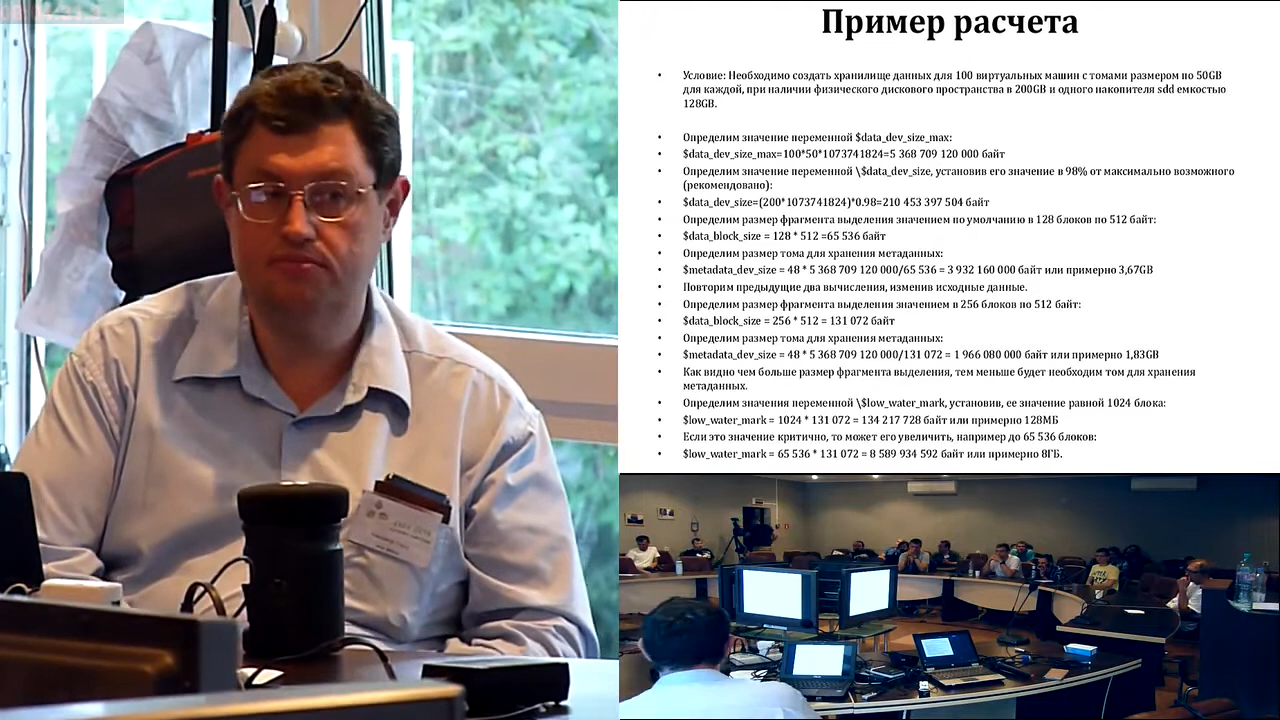 Пример расчета
• Условие: Необходимо создать хранилище данных для 100 виртуальных машин с томами размером по 50GB
для каждой, при наличии физического дискового пространства в 200GB и одного накопителя sdd емкостью
128GB.
• Определим значение переменной $data_dev_size_max:
• $data_dev_size_max=100*50*1073741824=5 368 709 120 000 байт
• Определим значение переменной \$data_dev_size, установив его значение в 98% от максимально возможного
(рекомендовано):
• $data_dev_size=(200*1073741824)*0.98=210 453 397 504 байт
• Определим размер фрагмента выделения значением по умолчанию в 128 блоков по 512 байт:
• $data_block_size = 128 * 512 =65 536 байт
• Определим размер тома для хранения метаданных:
• $metadata_dev_size = 48 * 5 368 709 120 000/65 536 = 3 932 160 000 байт или примерно 3,67GB
• Повторим предыдущие два вычисления, изменив исходные данные.
• Определим размер фрагмента выделения значением в 256 блоков по 512 байт:
• $data_block_size = 256 * 512 = 131 072 байт
• Определим размер тома для хранения метаданных:
• $metadata_dev_size = 48 * 5 368 709 120 000/131 072 = 1 966 080 000 байт или примерно 1,83GB
• Как видно чем больше размер фрагмента выделения, тем меньше будет необходим том для хранения
метаданных.
• Определим значения переменной \$low_water_mark, установив, ее значение равной 1024 блока:
• $low_water_mark = 1024 * 131 072 = 134 217 728 байт или примерно 128МБ
• Если это значение критично, то может его увеличить, например до 65 536 блоков:
• $low_water_mark = 65 536 * 131 072 = 8 589 934 592 байт или примерно 8ГБ.